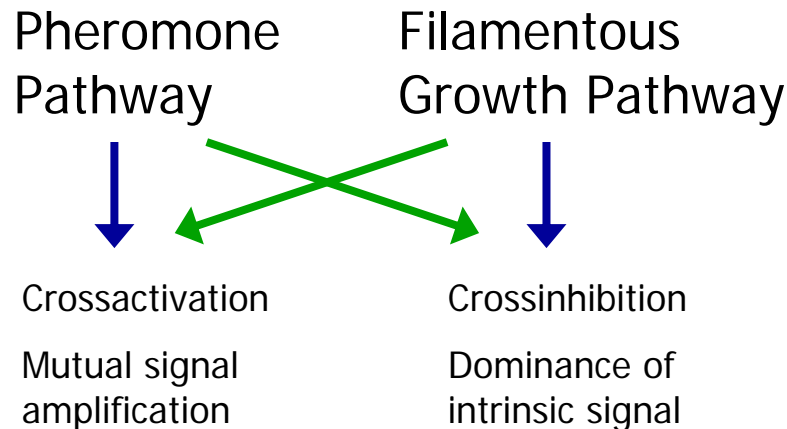 Pheromone
Pathway
Filamentous
Growth Pathway
Crossactivation
Mutual signal
amplification
Crossinhibition
Dominance of
intrinsic signal